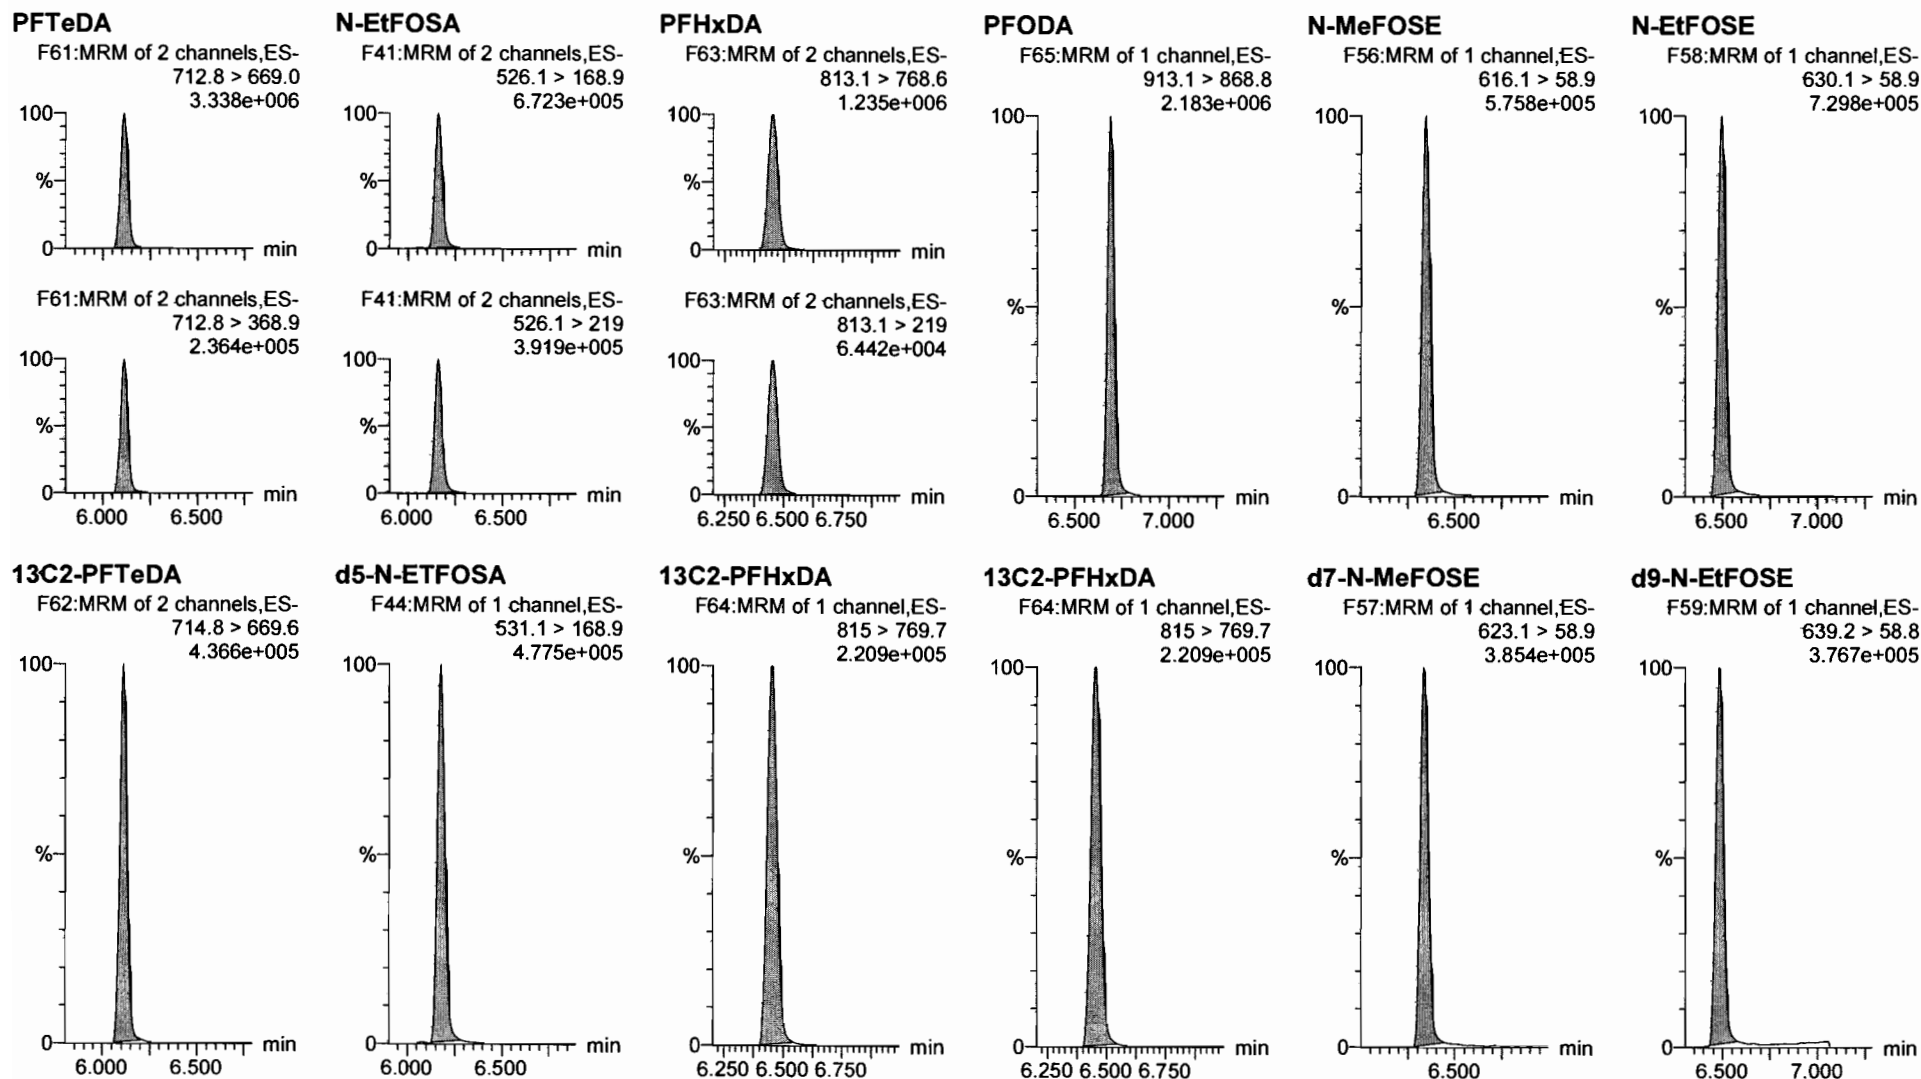 PFTeDA
F61:MRM of 2 channels,ES-
712.8 > 669.0
3.338e+006
100
%
0
min
F61:MRM of 2 channels,ES-
712.8 > 368.9
2.364e+005
100
%
0
min
6.000 6.500
N-EtFOSA
F41:MRM of 2 channels,ES-
526.1 > 168.9
6.723e+005
100
%
0
min
F41:MRM of 2 channels,ES-
526.1 > 219
3.919e+005
100
%
0
min
6.000 6.500
PFHxDA
F63:MRM of 2 channels,ES-
813.1 > 768.6
1.235e+006
100
%
0
min
F63:MRM of 2 channels,ES-
813.1 > 219
6.442e+004
100
%
0
min
6.250 6.500 6.750
PFODA
F65:MRM of 1 channel,ES-
913.1 > 868.8
2.183e+006
100
%
0
min
6.500 7.000
N-MeFOSE
F56:MRM of 1 channel,ES-
616.1 > 58.9
5.758e+005
100
%
0
min
6.500
N-EtFOSE
F58:MRM of 1 channel,ES-
630.1 > 58.9
7.298e+005
100
%
0
min
6.500 7.000
13C2-PFTeDA
F62:MRM of 2 channels,ES-
714.8 > 669.6
4.366e+005
100
%
0
min
6.000 6.500
d5-N-ETFOSA
F44:MRM of 1 channel,ES-
531.1 > 168.9
4.775e+005
100
%
0
min
6.000 6.500
13C2-PFHxDA
F64:MRM of 1 channel,ES-
815 > 769.7
2.209e+005
100
%
0
min
6.250 6.500 6.750
13C2-PFHxDA
F64:MRM of 1 channel,ES-
815 > 769.7
2.209e+005
100
%
0
min
6.250 6.500 6.750
d7-N-MeFOSE
F57:MRM of 1 channel,ES-
623.1 > 58.9
3.854e+005
100
%
0
min
6.500
d9-N-EtFOSE
F59:MRM of 1 channel,ES-
639.2 > 58.8
3.767e+005
100
%
0
min
6.500 7.000